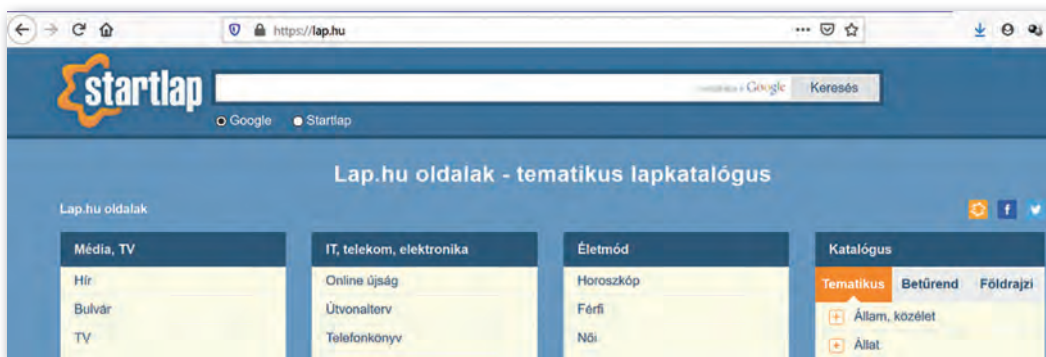 https://lap.hu
startlap
Google Keresés
Google Startlap
Lap.hu oldalak - tematikus lapkatalógus
Lap.hu oldalak
Média, TV
Hír
Bulvár
TV
IT, telekom, elektronika
Online újság
Útvonalterv
Telefonkönyv
Életmód
Horoszkóp
Férfi
Női
Katalógus
Tematikus Betűrend Földrajzi
Állam, közélet
Állat